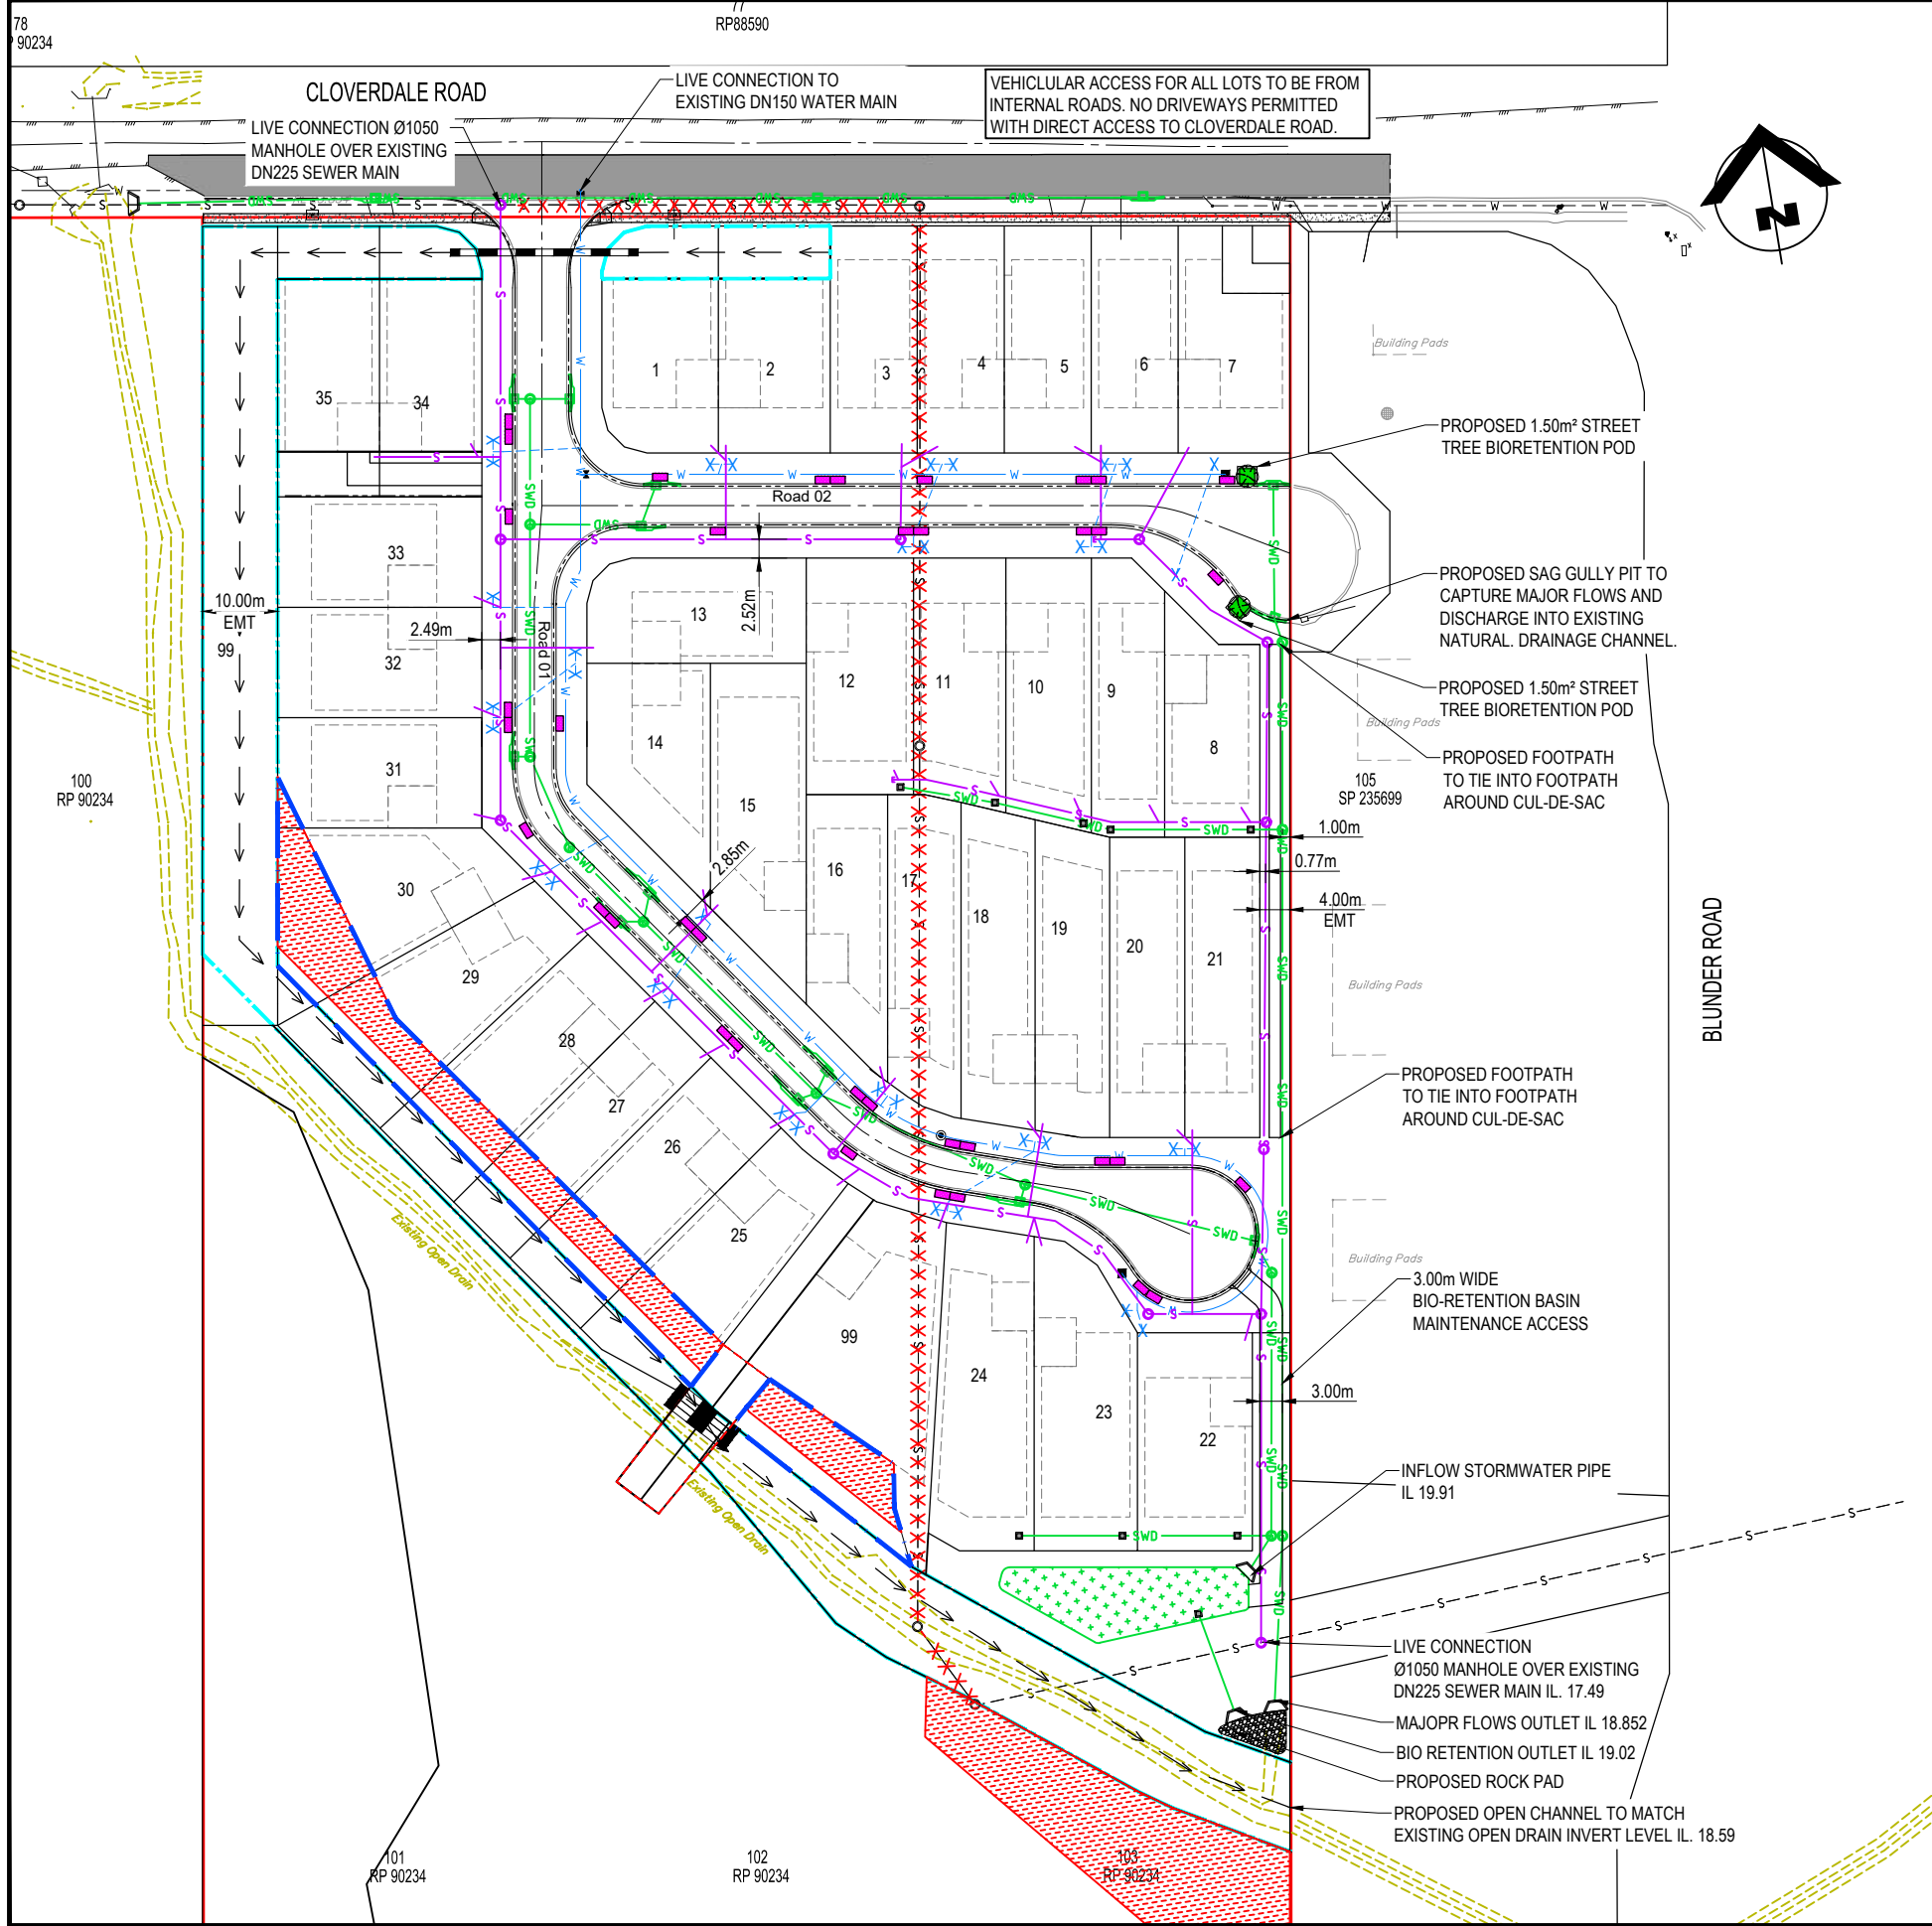 78
90234
77
RP88590
CLOVERDALE ROAD
LIVE CONNECTION TO
EXISTING DN150 WATER MAIN
VEHICLULAR ACCESS FOR ALL LOTS TO BE FROM
INTERNAL ROADS. NO DRIVEWAYS PERMITTED
WITH DIRECT ACCESS TO CLOVERDALE ROAD.
LIVE CONNECTION Ø1050
MANHOLE OVER EXISTING
DN225 SEWER MAIN
N
1
2
3
4
5
6
7
35
34
Building Pads
PROPOSED 1.50m² STREET
TREE BIORETENTION POD
Road 02
33
13
2.52m
10.00m
EMT
99
2.49m
Road 01
32
PROPOSED SAG GULLY PIT TO
CAPTURE MAJOR FLOWS AND
DISCHARGE INTO EXISTING
NATURAL. DRAINAGE CHANNEL.
12
11
10
9
8
PROPOSED 1.50m² STREET
TREE BIORETENTION POD
Building Pads
14
31
15
PROPOSED FOOTPATH
TO TIE INTO FOOTPATH
AROUND CUL-DE-SAC
100
RP 90234
105
SP 235699
1.00m
0.77m
2.85m
30
16
17
18
19
20
21
4.00m
EMT
29
Building Pads
BLUNDER ROAD
28
27
26
25
PROPOSED FOOTPATH
TO TIE INTO FOOTPATH
AROUND CUL-DE-SAC
Existing Open Drain
Building Pads
3.00m WIDE
BIO-RETENTION BASIN
MAINTENANCE ACCESS
99
24
23
22
3.00m
Existing Open Drain
INFLOW STORMWATER PIPE
IL 19.91
LIVE CONNECTION
Ø1050 MANHOLE OVER EXISTING
DN225 SEWER MAIN IL. 17.49
MAJOPR FLOWS OUTLET IL 18.852
BIO RETENTION OUTLET IL 19.02
PROPOSED ROCK PAD
PROPOSED OPEN CHANNEL TO MATCH
EXISTING OPEN DRAIN INVERT LEVEL IL. 18.59
101
RP 90234
102
RP 90234
103
RP 90234